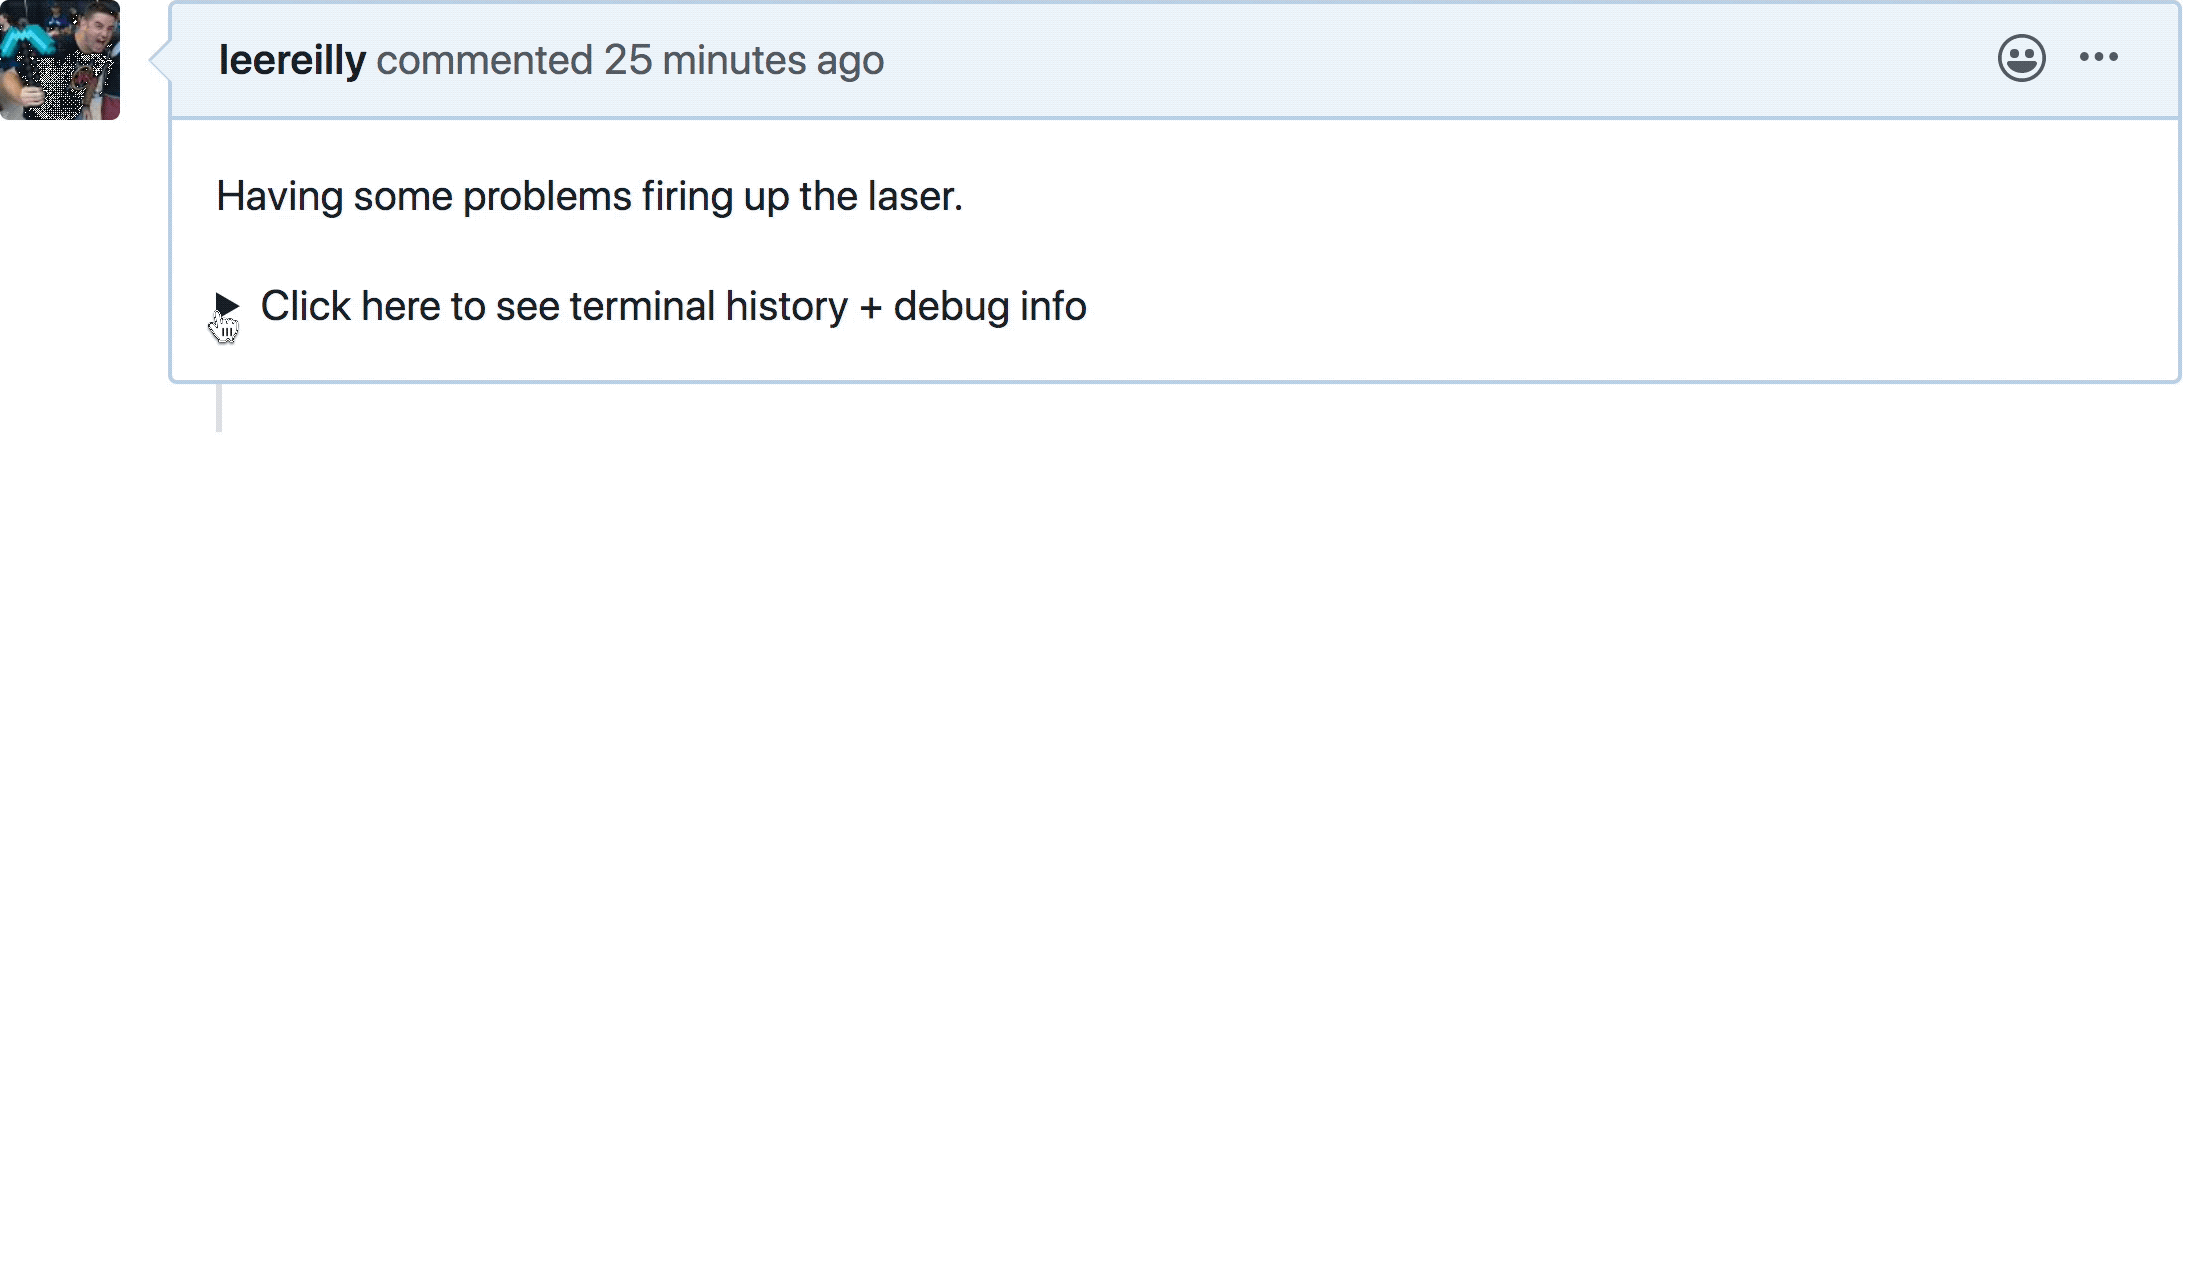 leereilly commented 25 minutes ago
Having some problems firing up the laser.
Click here to see terminal history + debug info